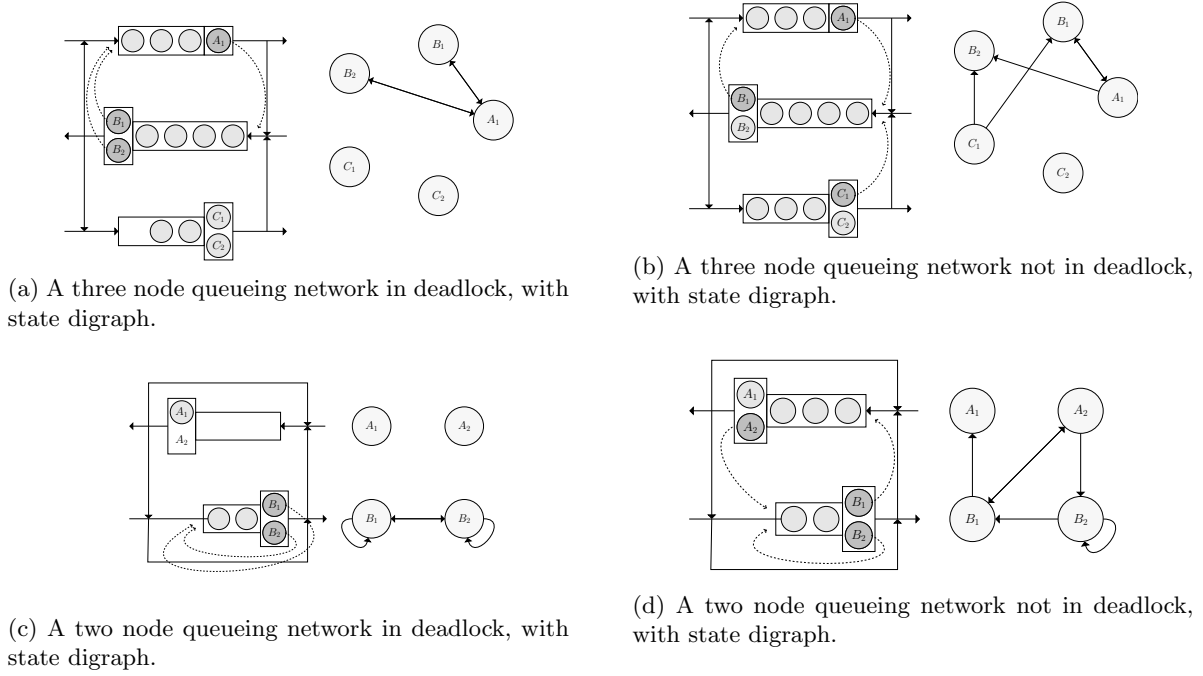 A₁
B₁
B₂
C₁
C₂
B₁
B₂
A₁
C₁
C₂
(a) A three node queueing network in deadlock, with
state digraph.
A₁
B₁
B₂
C₁
C₂
B₁
B₂
A₁
C₁
C₂
(b) A three node queueing network not in deadlock,
with state digraph.
A₁
A₂
B₁
B₂
A₁
A₂
B₁
B₂
(c) A two node queueing network in deadlock, with
state digraph.
A₁
A₂
B₁
B₂
A₁
A₂
B₁
B₂
(d) A two node queueing network not in deadlock,
with state digraph.